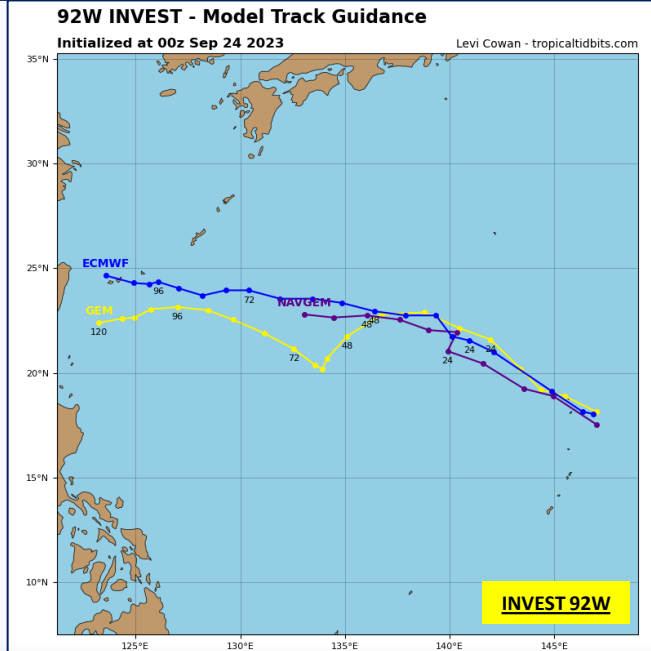 92W INVEST - Model Track Guidance
Initialized at 00z Sep 24 2023
Levi Cowan - tropicaltidbits.com
35°N
30°N
25°N
20°N
15°N
10°N
ECMWF
96
72
NAVGEM
GEM
96
120
72
48
48
48
24
24
24
INVEST 92W
125°E
130°E
135°E
140°E
145°E